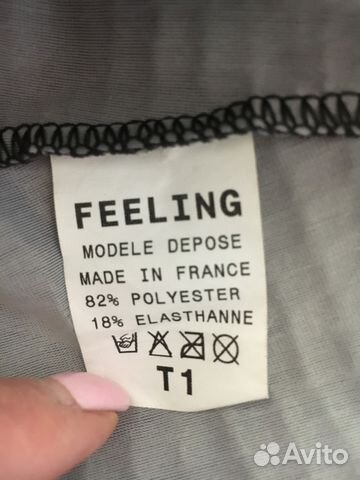 FEELING
MODELE DEPOSE
MADE IN FRANCE
82% POLYESTER
18% ELASTHANNE
T1
Avito